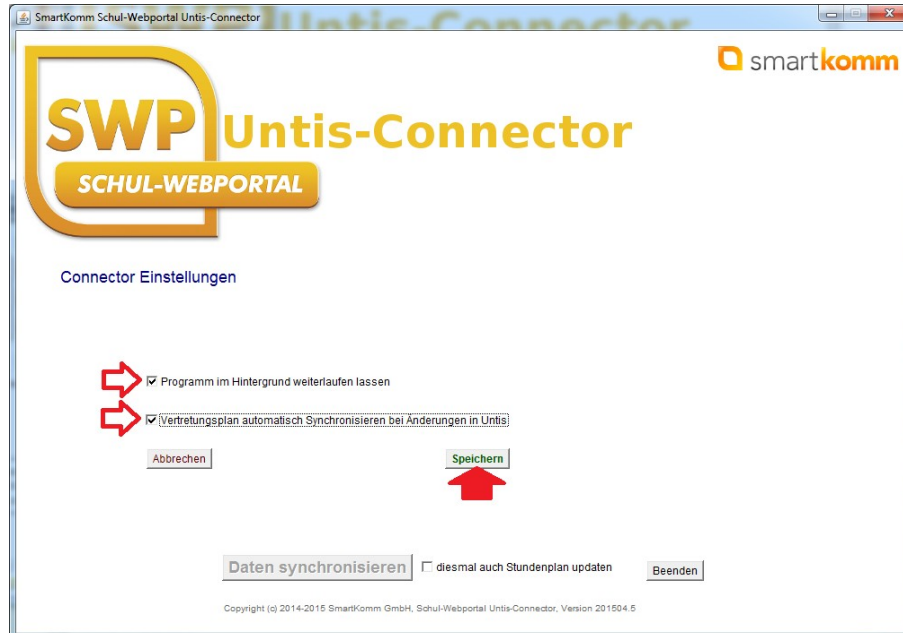 SmartKomm Schul-Webportal Untis-Connector
smartkomm
SWP
Untis-Connector
SCHUL-WEBPORTAL
Connector Einstellungen
Programm im Hintergrund weiterlaufen lassen
Vertretungsplan automatisch Synchronisieren bei Änderungen in Untis
Abbrechen Speichern
Daten synchronisieren diesmal auch Stundenplan updaten Beenden
Copyright (c) 2014-2015 SmartKomm GmbH, Schul-Webportal Untis-Connector, Version 201504.5